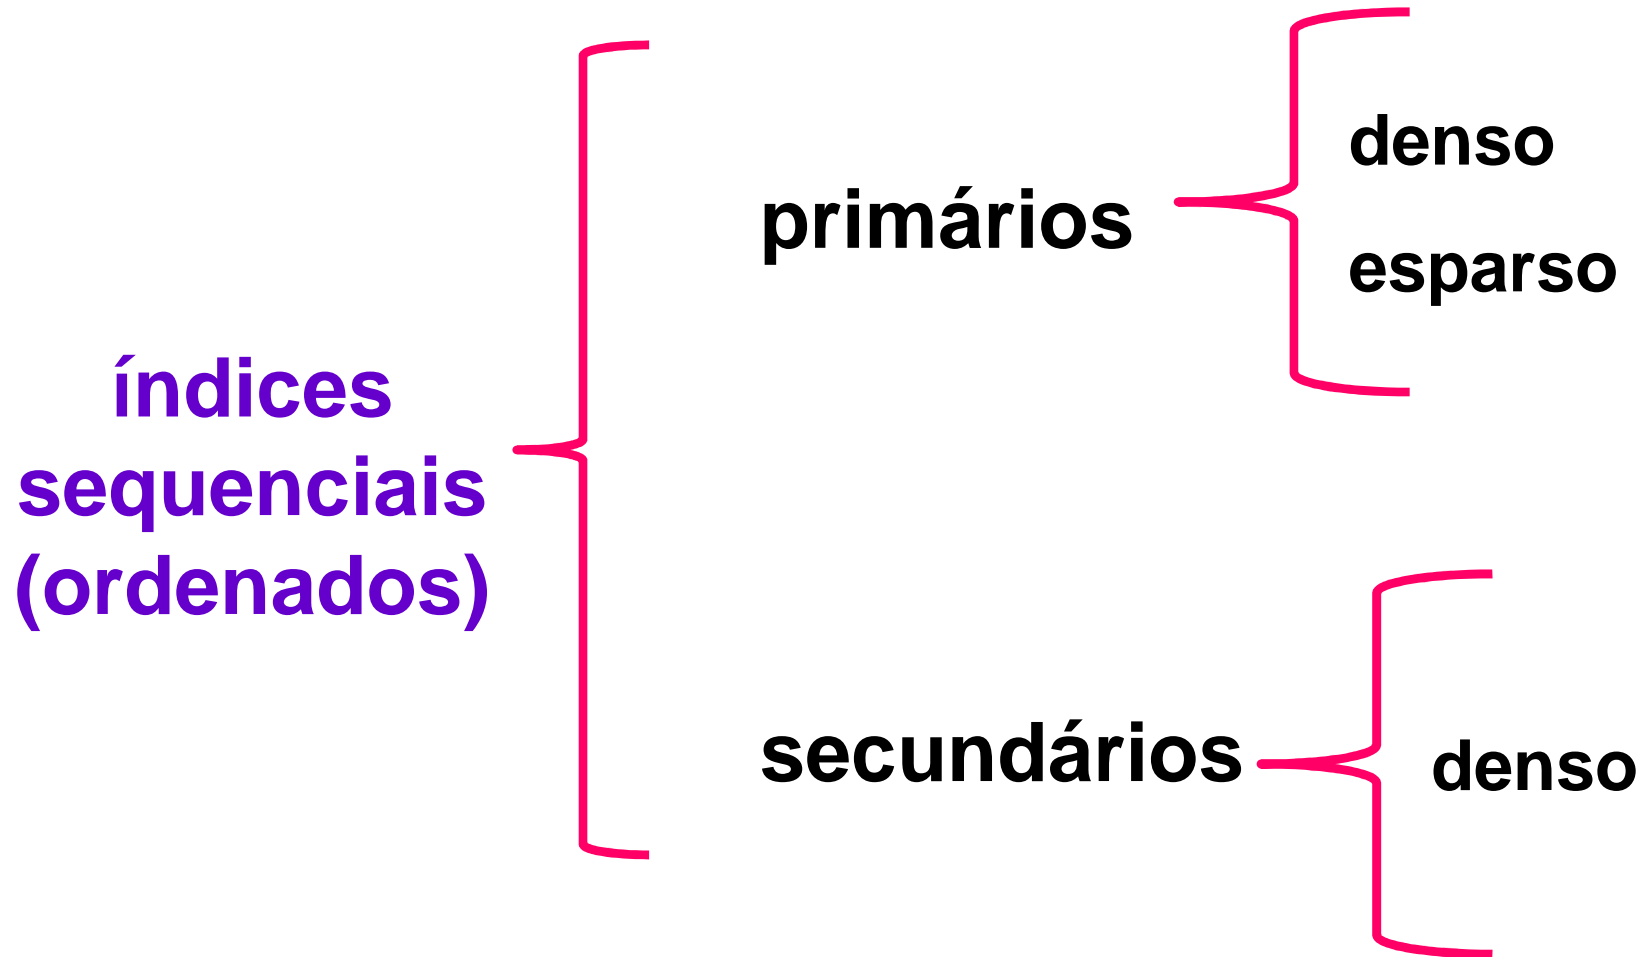 índices
sequenciais
(ordenados)
primários
denso
esparso
secundários
denso